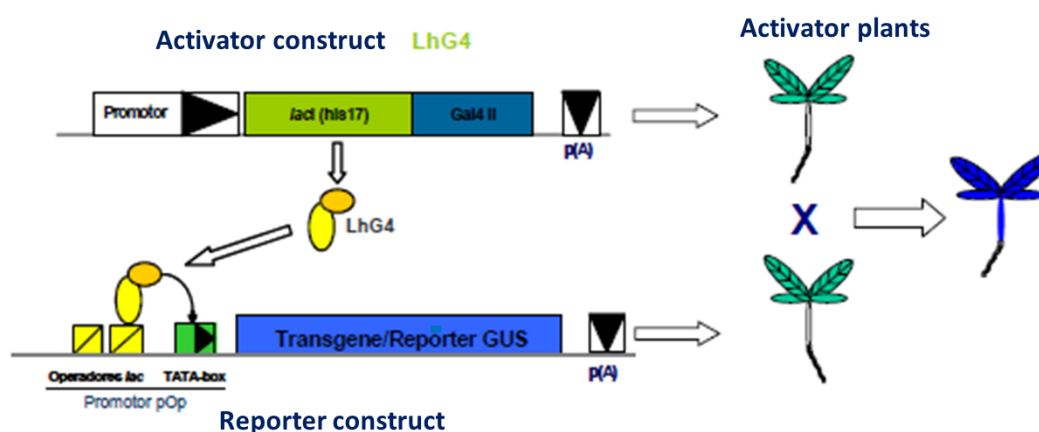 Activator construct LhG4
Activator plants
Promotor
lacI (his17)
Gal4 II
p(A)
LhG4
X
Transgene/Reporter GUS
p(A)
Operadores lac
TATA-box
Promotor pOp
Reporter construct